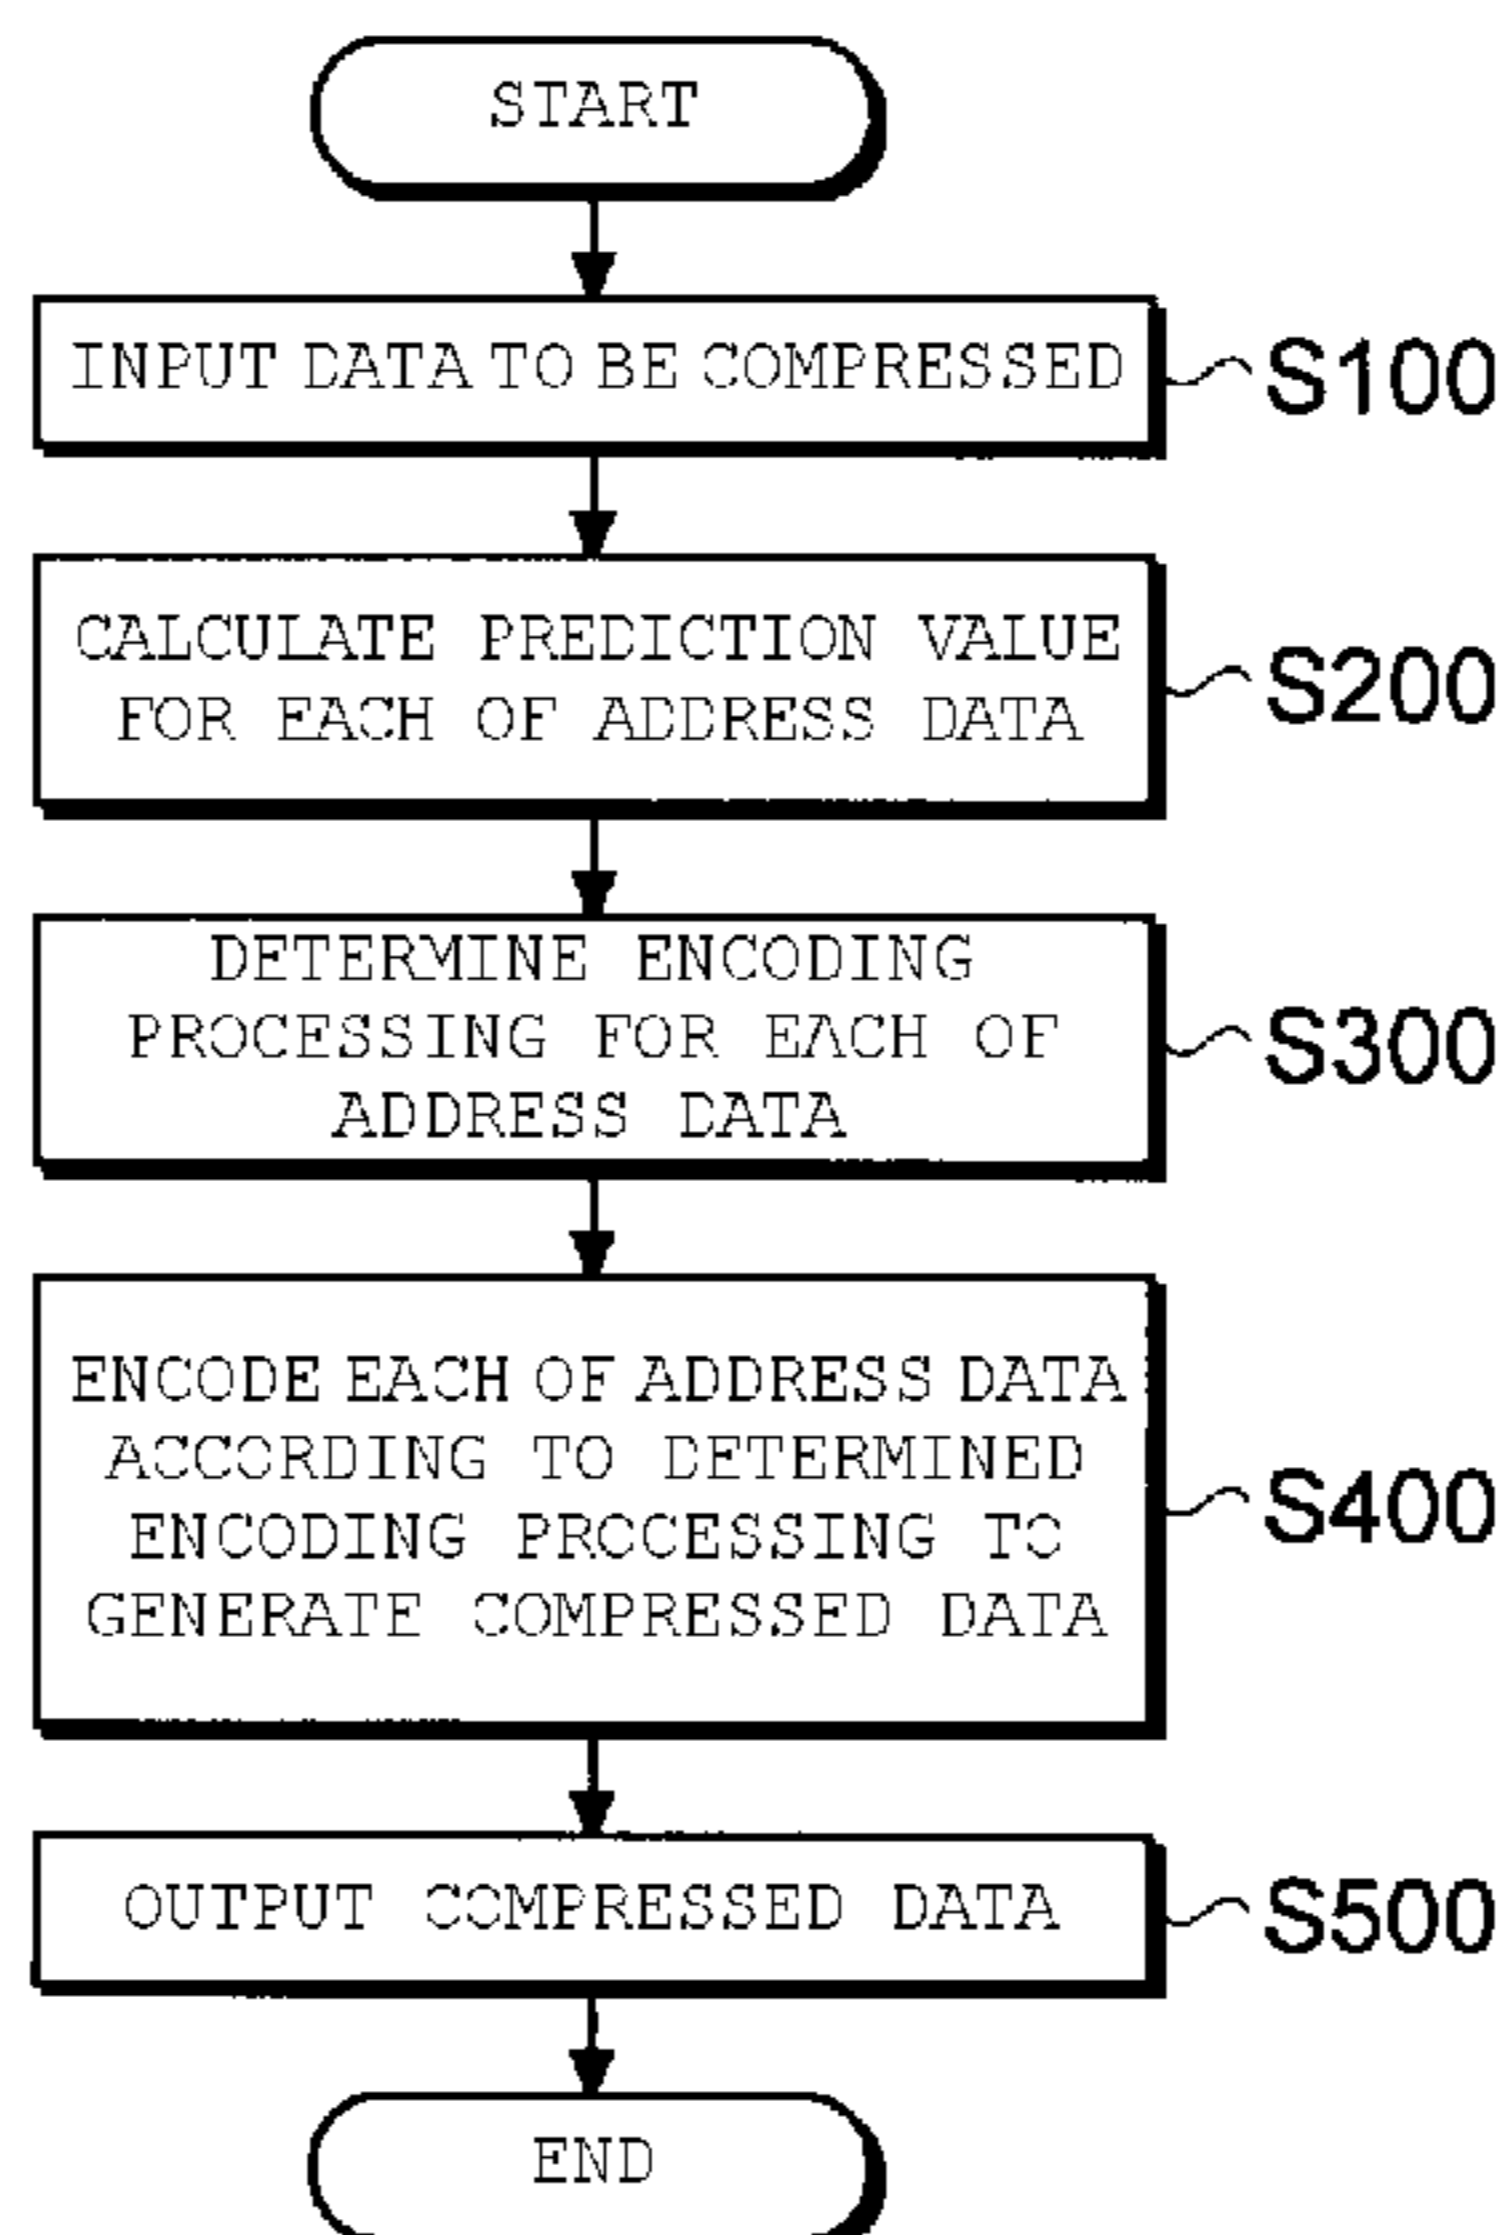 START
INPUT DATA TO BE COMPRESSED
S100
CALCULATE PREDICTION VALUE
FOR EACH OF ADDRESS DATA
S200
DETERMINE ENCODING
PROCESSING FOR EACH OF
ADDRESS DATA
S300
ENCODE EACH OF ADDRESS DATA
ACCORDING TO DETERMINED
ENCODING PROCESSING TO
GENERATE COMPRESSED DATA
S400
OUTPUT COMPRESSED DATA
S500
END